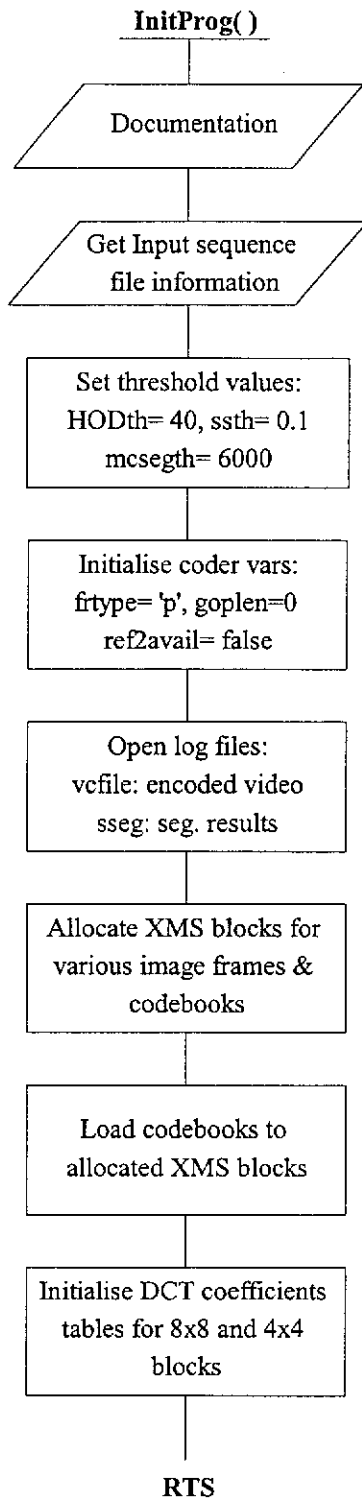 InitProg( )
Documentation
Get Input sequence
file information
Set threshold values:
HODth= 40, ssth= 0.1
mcsegth= 6000
Initialise coder vars:
frtype= 'p', goplen=0
ref2avail= false
Open log files:
vcfile: encoded video
sseg: seg. results
Allocate XMS blocks for
various image frames &
codebooks
Load codebooks to
allocated XMS blocks
Initialise DCT coefficients
tables for 8x8 and 4x4
blocks
RTS